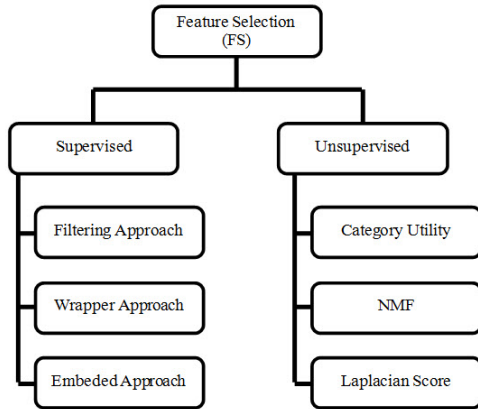 Feature Selection
(FS)
Supervised
Unsupervised
Filtering Approach
Category Utility
Wrapper Approach
NMF
Embeded Approach
Laplacian Score